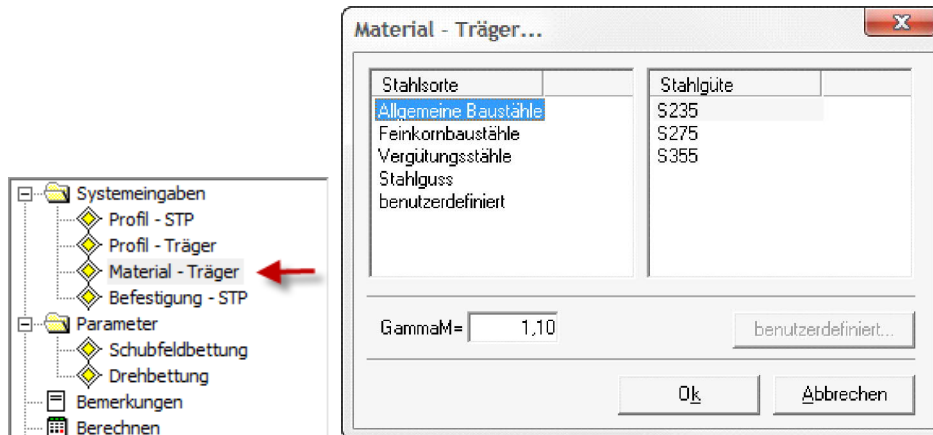 Systemeingaben
Profil - STP
Profil - Träger
Material - Träger
Befestigung - STP
Parameter
Schubfeldbettung
Drehbettung
Bemerkungen
Berechnen
Material - Träger...
Stahlsorte
Allgemeine Baustähle
Feinkornbaustähle
Vergütungsstähle
Stahlguss
benutzerdefiniert
Stahlgüte
S235
S275
S355
GammaM= 1,10
benutzerdefiniert...
Ok
Abbrechen